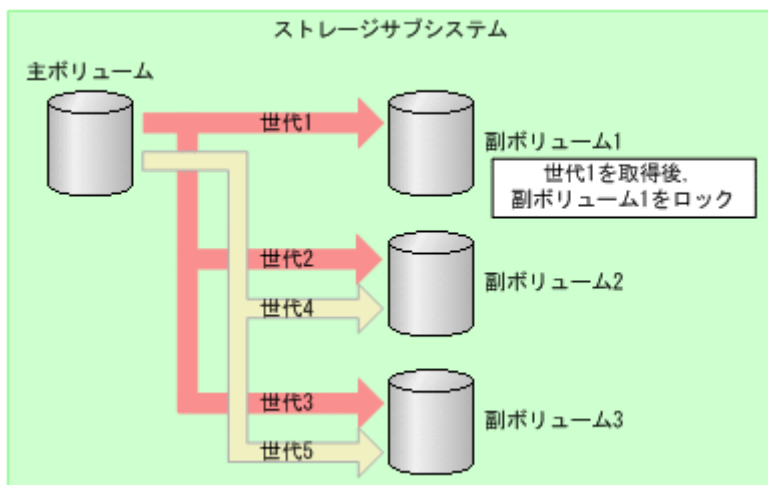 ストレージサブシステム
主ボリューム
世代1
副ボリューム1
世代1を取得後,
副ボリューム1をロック
世代2
副ボリューム2
世代4
世代3
副ボリューム3
世代5